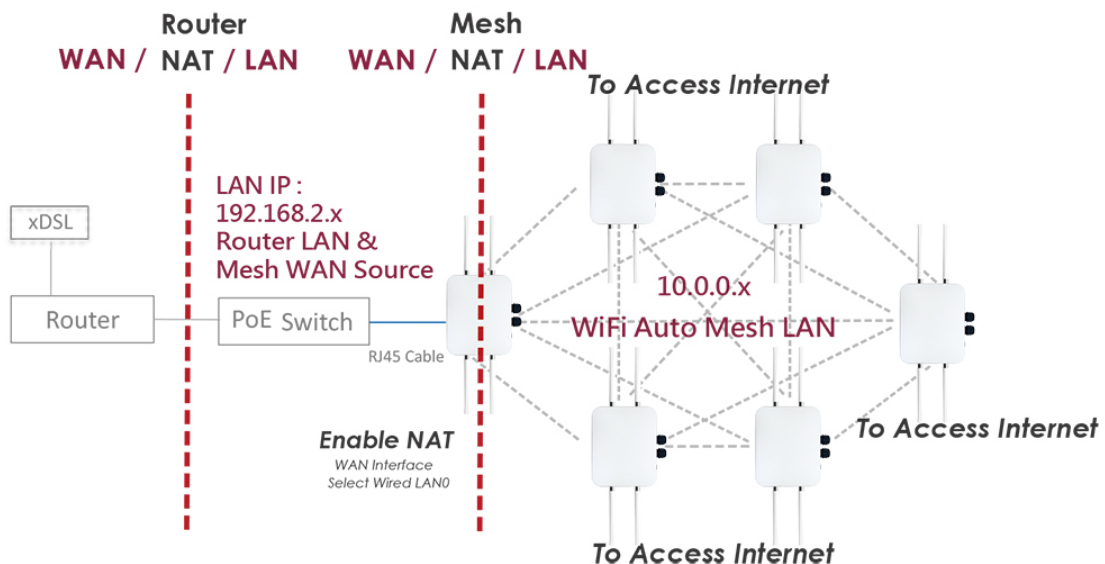 Router
WAN / NAT / LAN
Mesh
WAN / NAT / LAN
To Access Internet
LAN IP :
192.168.2.x
Router LAN &
Mesh WAN Source
xDSL
Router
PoE Switch
RJ45 Cable
10.0.0.x
WiFi Auto Mesh LAN
To Access Internet
Enable NAT
WAN Interface
Select Wired LAN0
To Access Internet